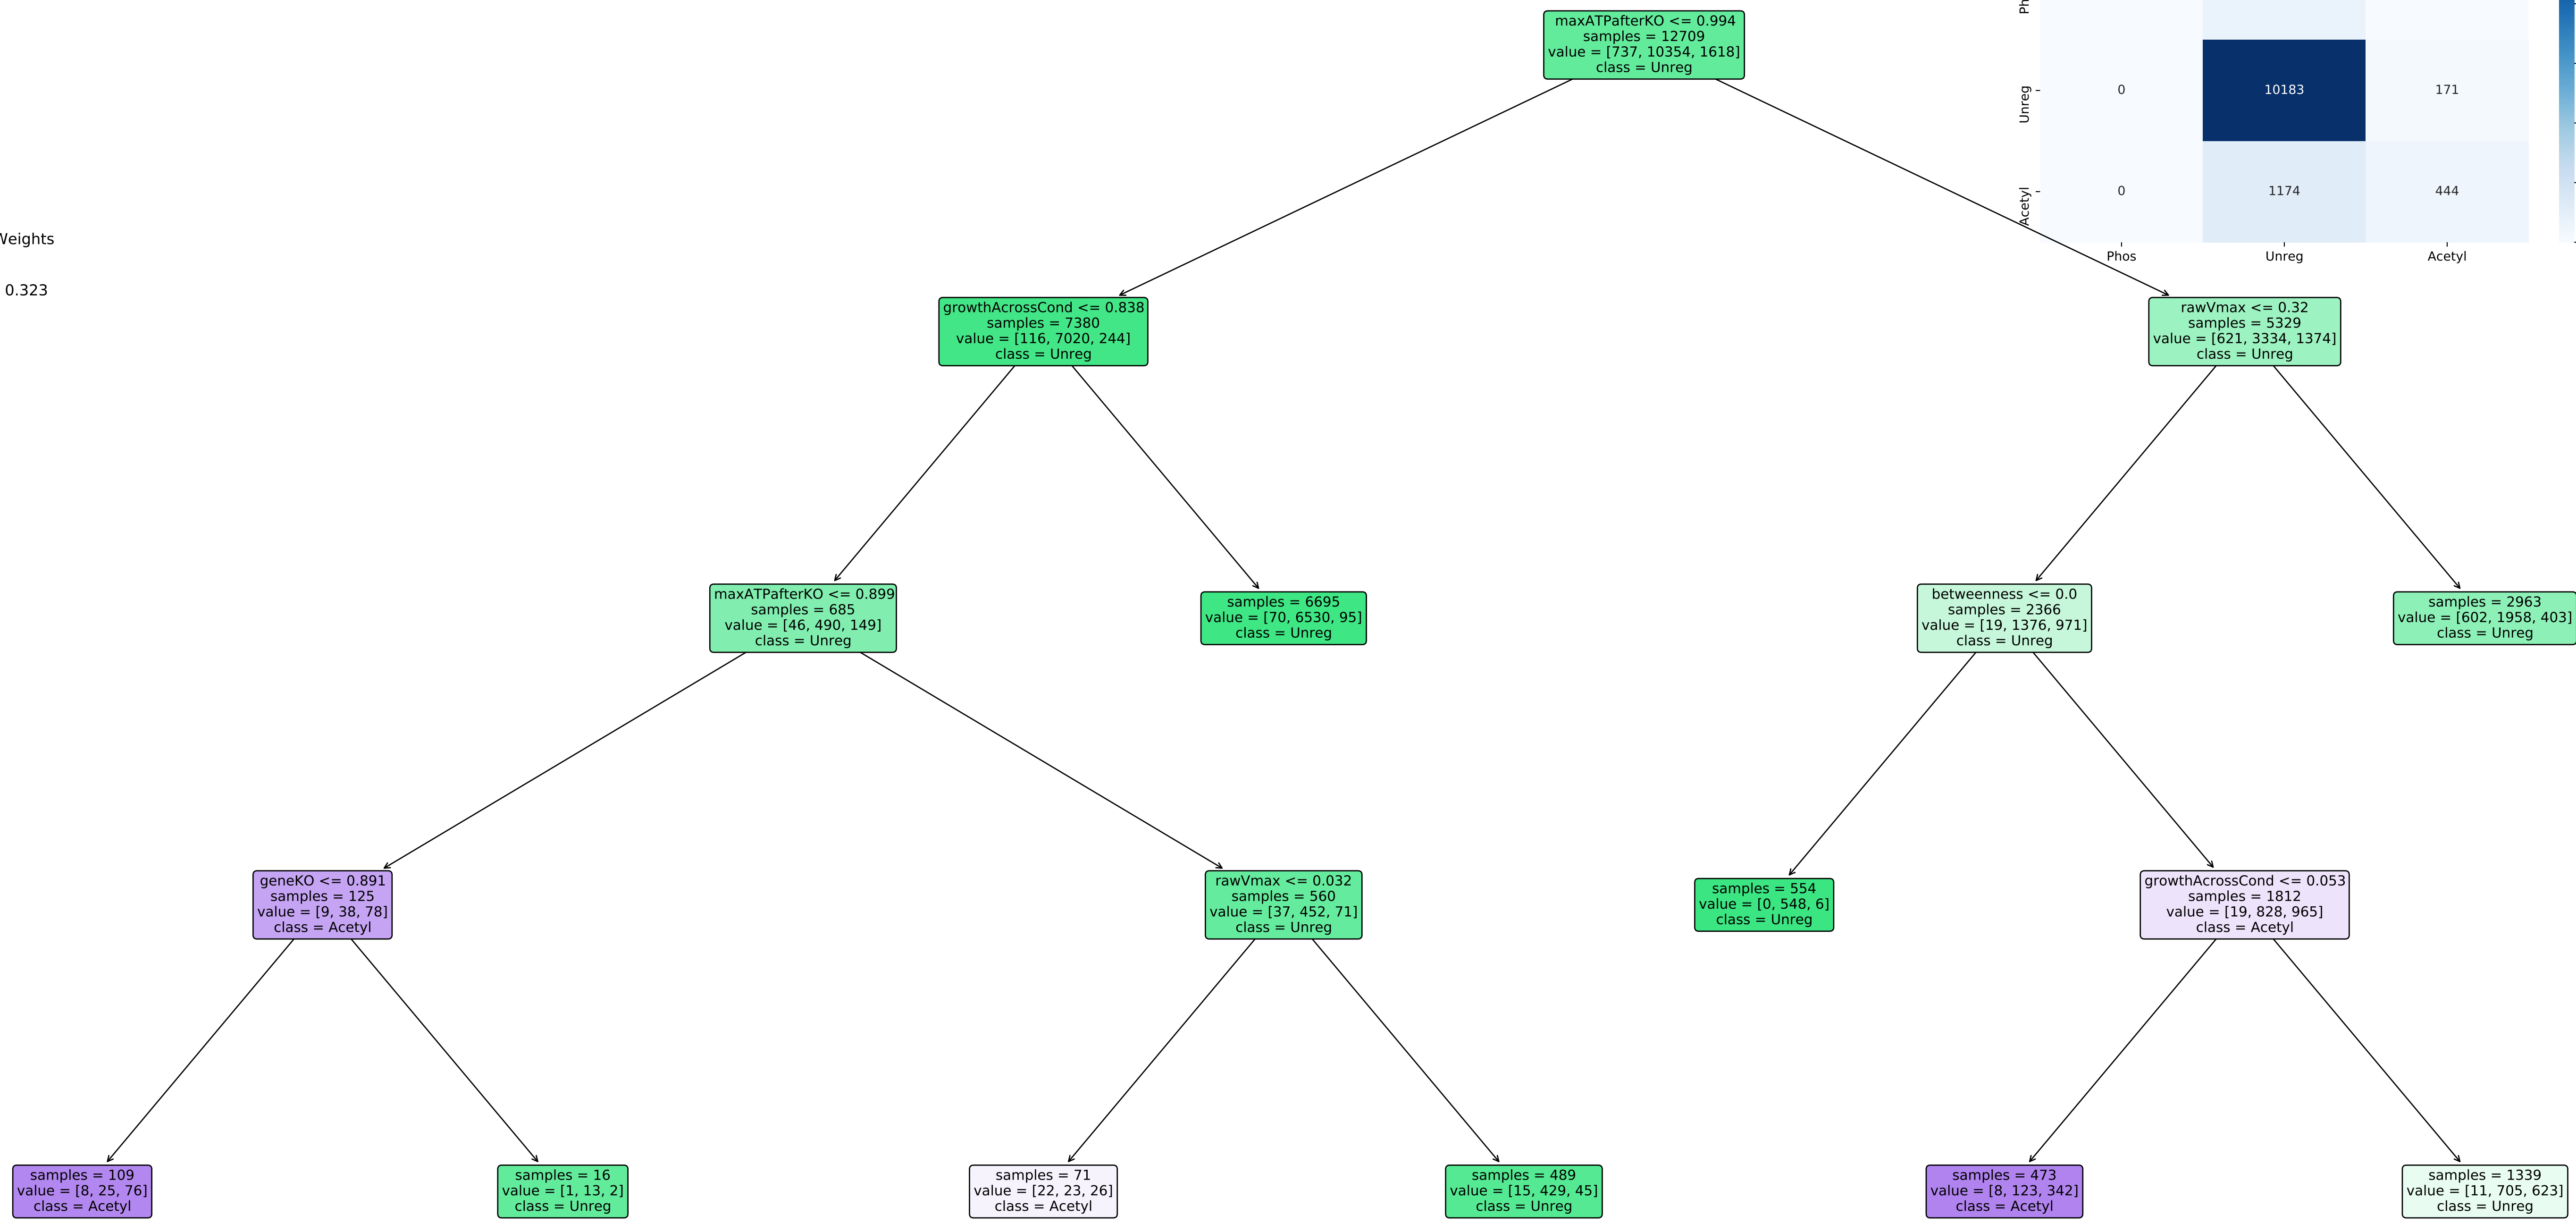 Ph
Unreg
Acetyl
0
10183
171
0
1174
444
Phos
Unreg
Acetyl
Weights
0.323
maxATPafterKO <= 0.994
samples = 12709
value = [737, 10354, 1618]
class = Unreg
growthAcrossCond <= 0.838
samples = 7380
value = [116, 7020, 244]
class = Unreg
rawVmax <= 0.32
samples = 5329
value = [621, 3334, 1374]
class = Unreg
maxATPafterKO <= 0.899
samples = 685
value = [46, 490, 149]
class = Unreg
samples = 6695
value = [70, 6530, 95]
class = Unreg
betweenness <= 0.0
samples = 2366
value = [19, 1376, 971]
class = Unreg
samples = 2963
value = [602, 1958, 403]
class = Unreg
geneKO <= 0.891
samples = 125
value = [9, 38, 78]
class = Acetyl
rawVmax <= 0.032
samples = 560
value = [37, 452, 71]
class = Unreg
samples = 554
value = [0, 548, 6]
class = Unreg
growthAcrossCond <= 0.053
samples = 1812
value = [19, 828, 965]
class = Acetyl
samples = 109
value = [8, 25, 76]
class = Acetyl
samples = 16
value = [1, 13, 2]
class = Unreg
samples = 71
value = [22, 23, 26]
class = Acetyl
samples = 489
value = [15, 429, 45]
class = Unreg
samples = 473
value = [8, 123, 342]
class = Acetyl
samples = 1339
value = [11, 705, 623]
class = Unreg